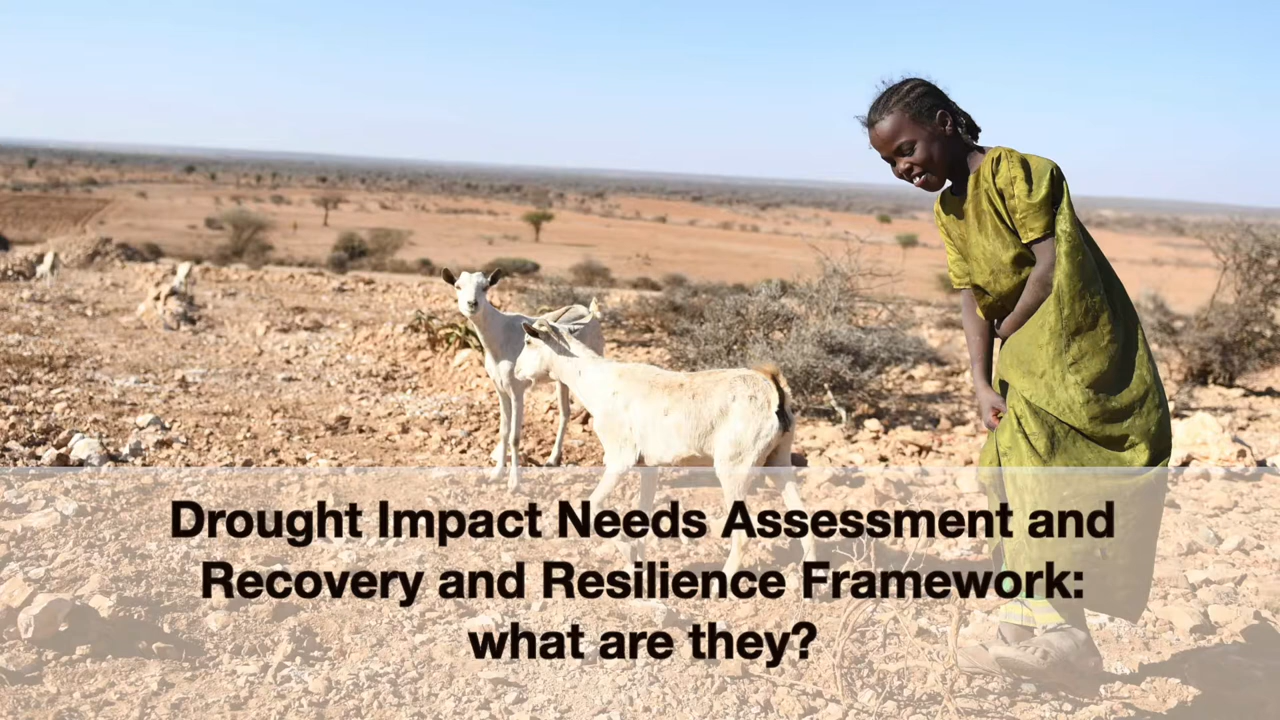 Drought Impact Needs Assessment and
Recovery and Resilience Framework:
what are they?